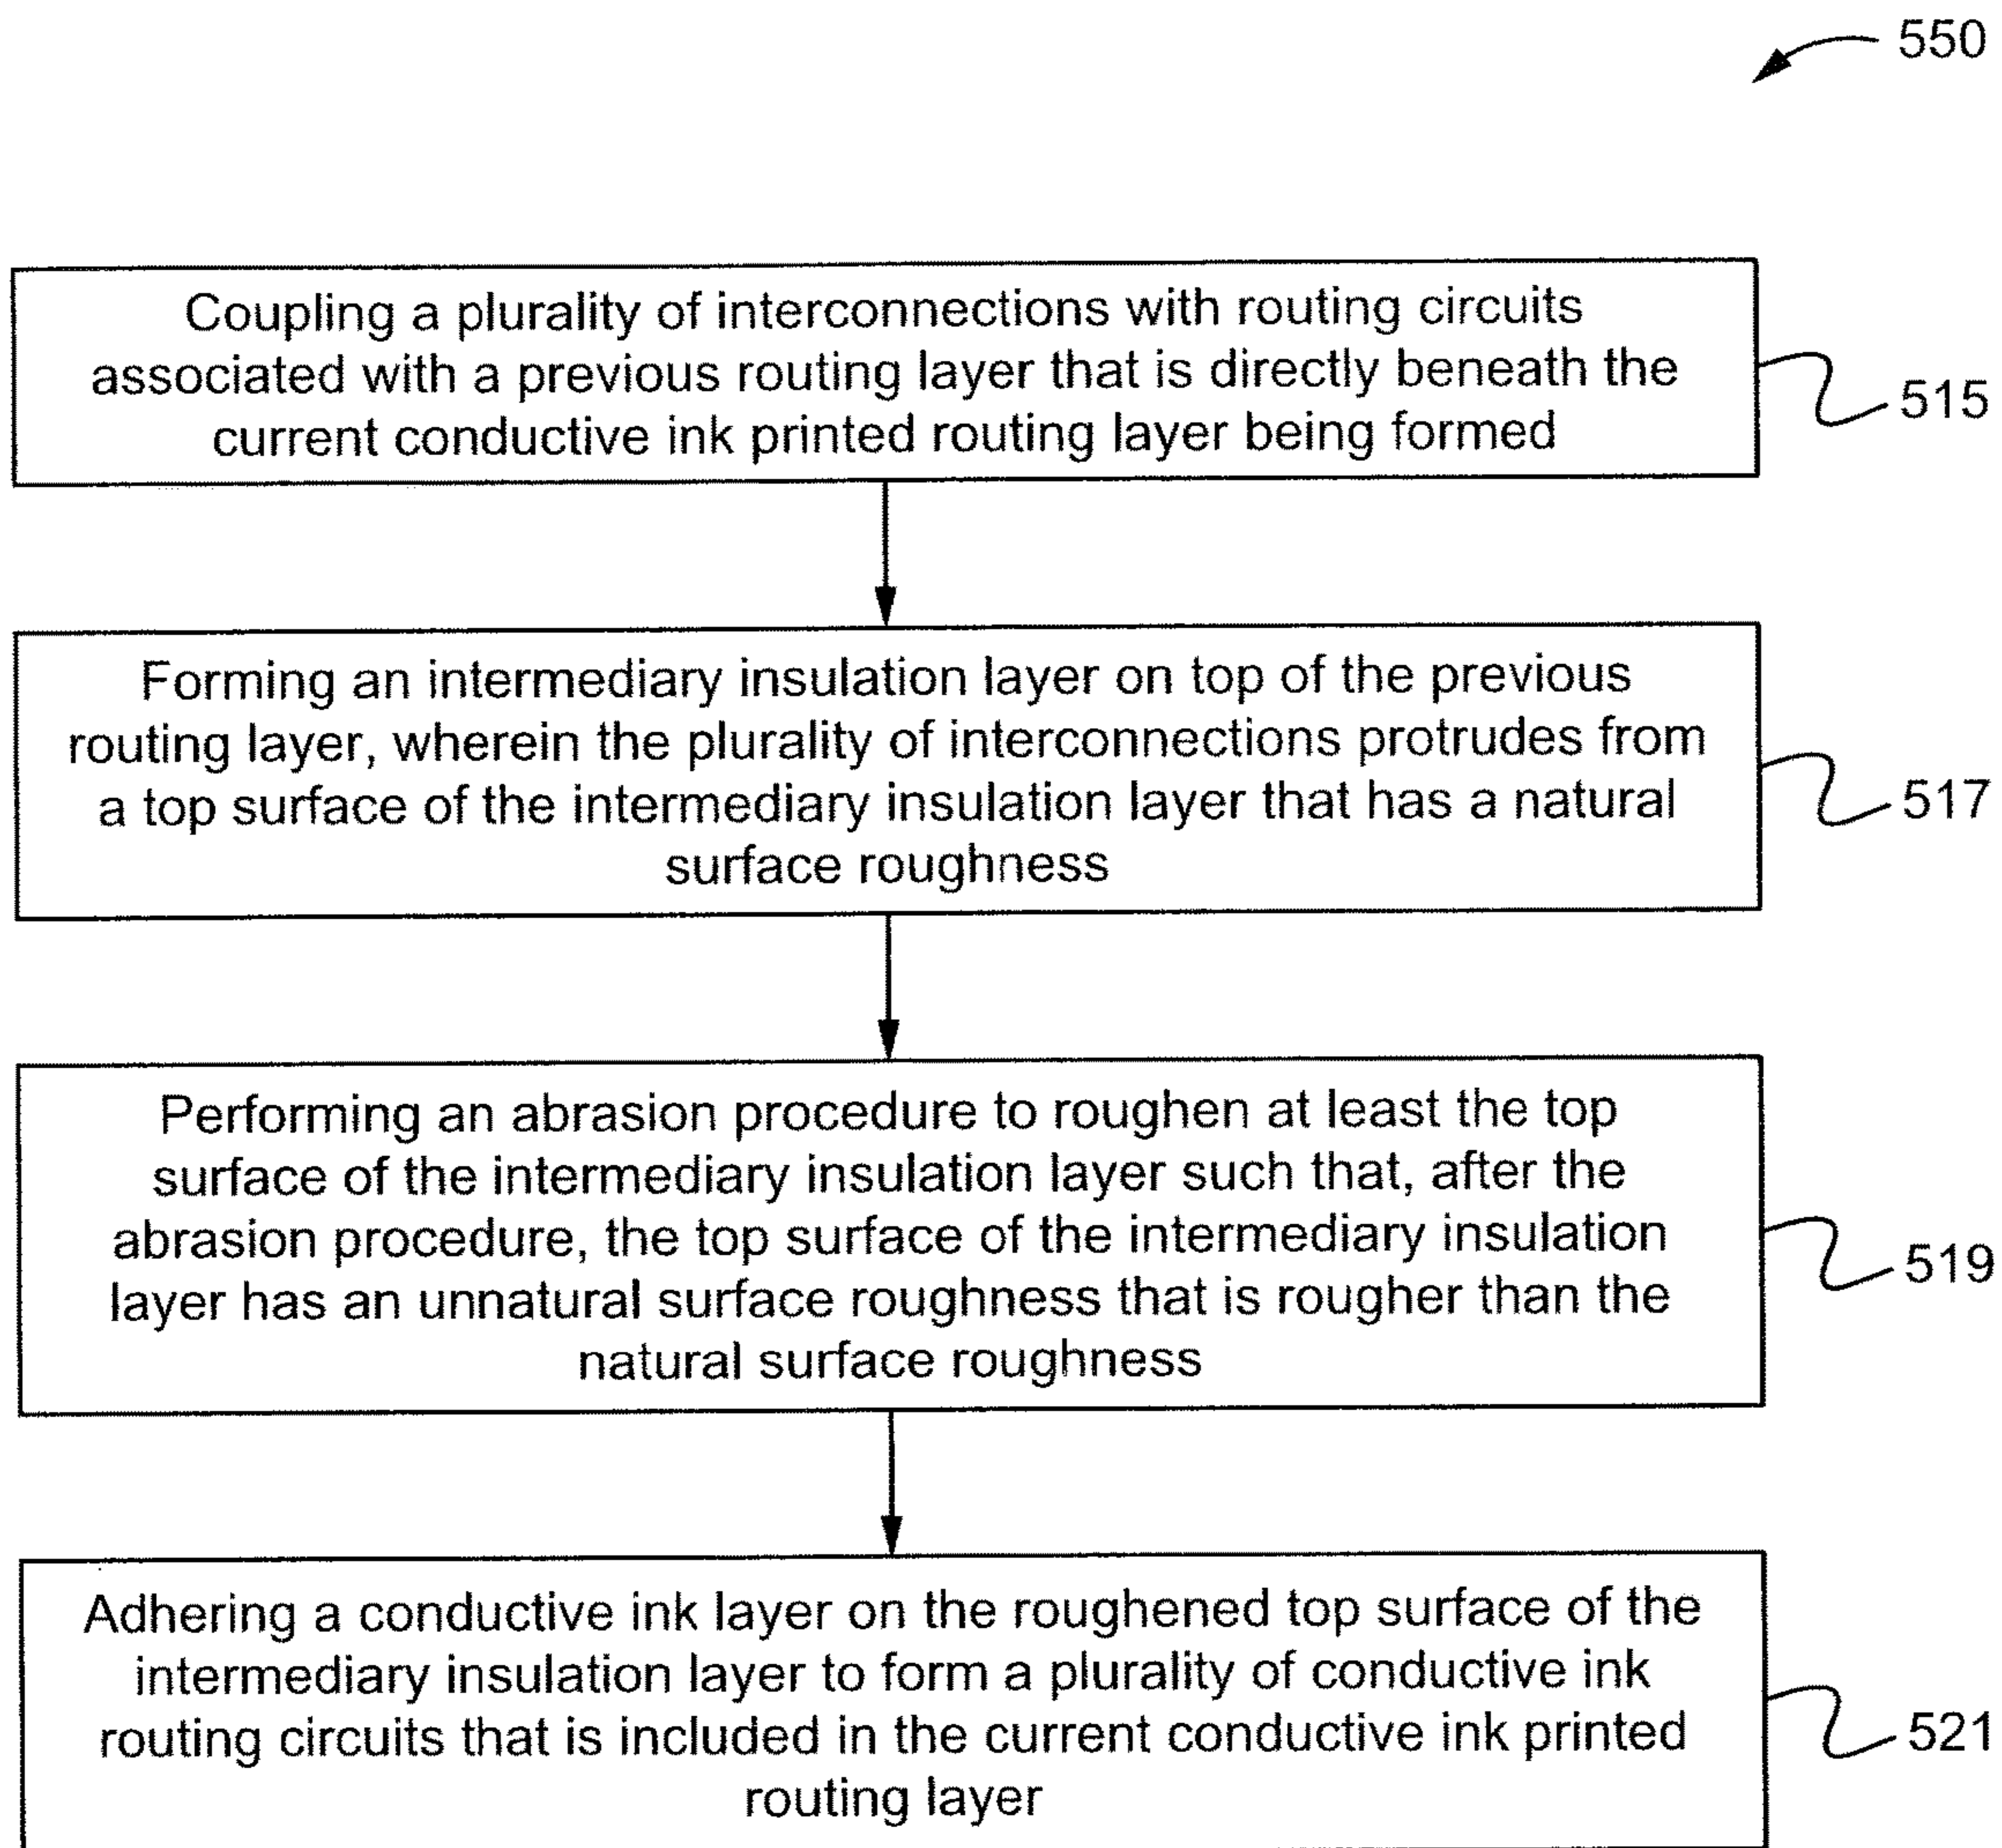 550
Coupling a plurality of interconnections with routing circuits
associated with a previous routing layer that is directly beneath the
current conductive ink printed routing layer being formed
515
Forming an intermediary insulation layer on top of the previous
routing layer, wherein the plurality of interconnections protrudes from
a top surface of the intermediary insulation layer that has a natural
surface roughness
517
Performing an abrasion procedure to roughen at least the top
surface of the intermediary insulation layer such that, after the
abrasion procedure, the top surface of the intermediary insulation
layer has an unnatural surface roughness that is rougher than the
natural surface roughness
519
Adhering a conductive ink layer on the roughened top surface of the
intermediary insulation layer to form a plurality of conductive ink
routing circuits that is included in the current conductive ink printed
routing layer
521